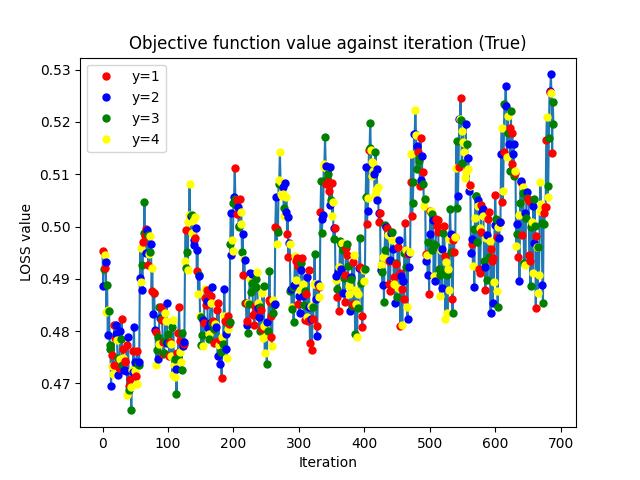 Objective function value against iteration (True)
y=1
y=2
y=3
y=4
LOSS value
0.53
0.52
0.51
0.50
0.49
0.48
0.47
0 100 200 300 400 500 600 700
Iteration